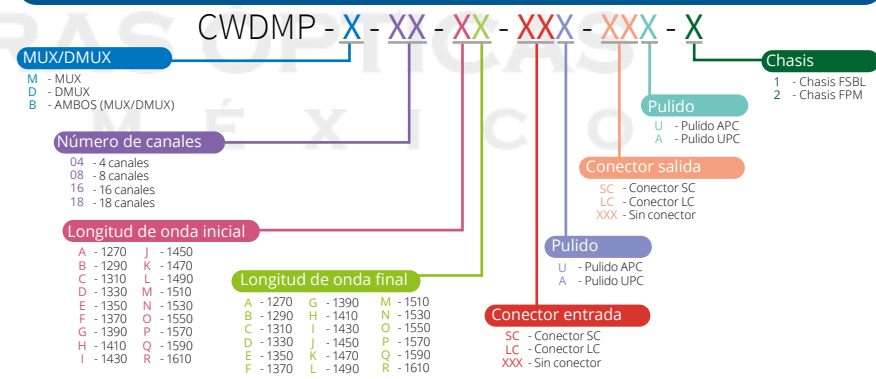 CWDMP - X - XX - XX - XXX - XXX - X
MUX/DMUX
M - MUX
D - DMUX
B - AMBOS (MUX/DMUX)
Número de canales
04 - 4 canales
08 - 8 canales
16 - 16 canales
18 - 18 canales
Longitud de onda inicial
A - 1270 J - 1450
B - 1290 K - 1470
C - 1310 L - 1490
D - 1330 M - 1510
E - 1350 N - 1530
F - 1370 O - 1550
G - 1390 P - 1570
H - 1410 Q - 1590
I - 1430 R - 1610
Longitud de onda final
A - 1270 G - 1390 M - 1510
B - 1290 H - 1410 N - 1530
C - 1310 I - 1430 O - 1550
D - 1330 J - 1450 P - 1570
E - 1350 K - 1470 Q - 1590
F - 1370 L - 1490 R - 1610
Conector entrada
SC - Conector SC
LC - Conector LC
XXX - Sin conector
Pulido
U - Pulido APC
A - Pulido UPC
Conector salida
SC - Conector SC
LC - Conector LC
XXX - Sin conector
Pulido
U - Pulido APC
A - Pulido UPC
Chasis
1 - Chasis FSBL
2 - Chasis FPM
RAS ÓPTICAS
MÉXICO